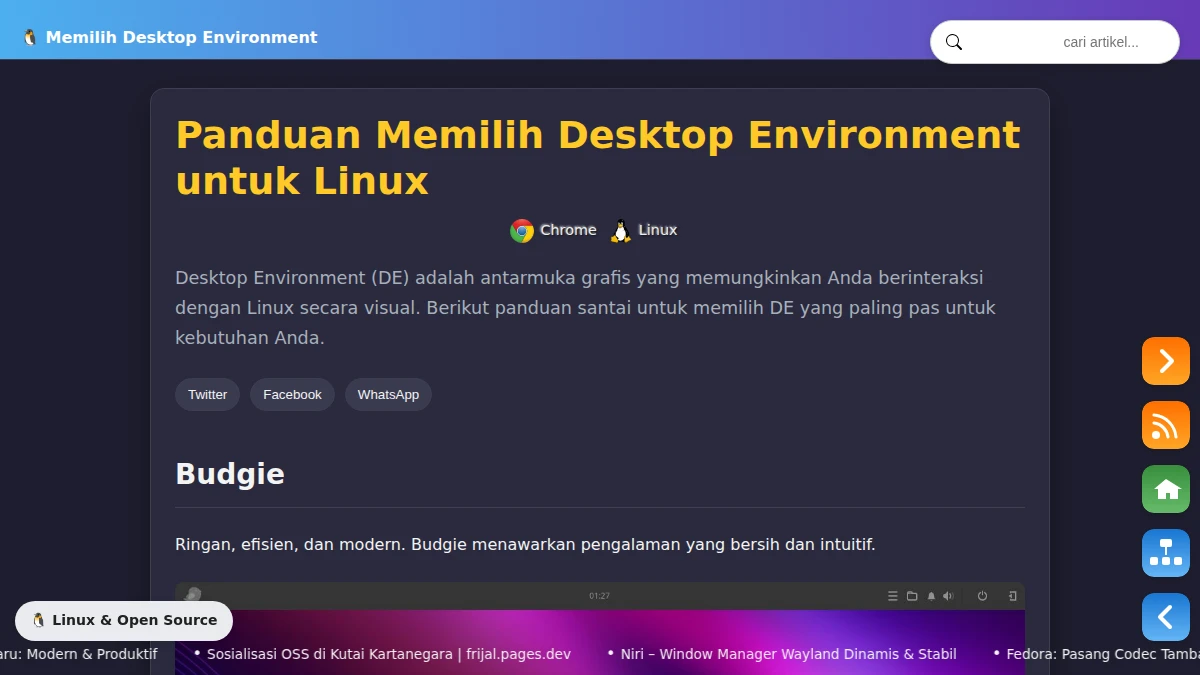 Memilih Desktop Environment
cari artikel...
Panduan Memilih Desktop Environment
untuk Linux
Chrome Linux
Desktop Environment (DE) adalah antarmuka grafis yang memungkinkan Anda berinteraksi
dengan Linux secara visual. Berikut panduan santai untuk memilih DE yang paling pas untuk
kebutuhan Anda.
Twitter Facebook WhatsApp
Budgie
Ringan, efisien, dan modern. Budgie menawarkan pengalaman yang bersih dan intuitif.
01:27
Linux & Open Source
aru: Modern & Produktif • Sosialisasi OSS di Kutai Kartanegara | frijal.pages.dev • Niri – Window Manager Wayland Dinamis & Stabil • Fedora: Pasang Codec Tamba